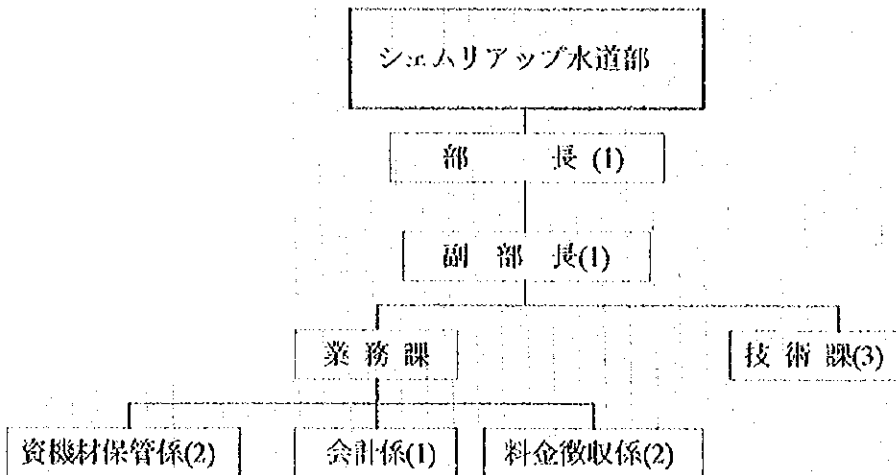 シェムリアップ水道部
部　　長 (1)
副　部　長(1)
業 務 課
技 術 課(3)
資機材保管係(2)
会計係(1)
料金徴収係(2)